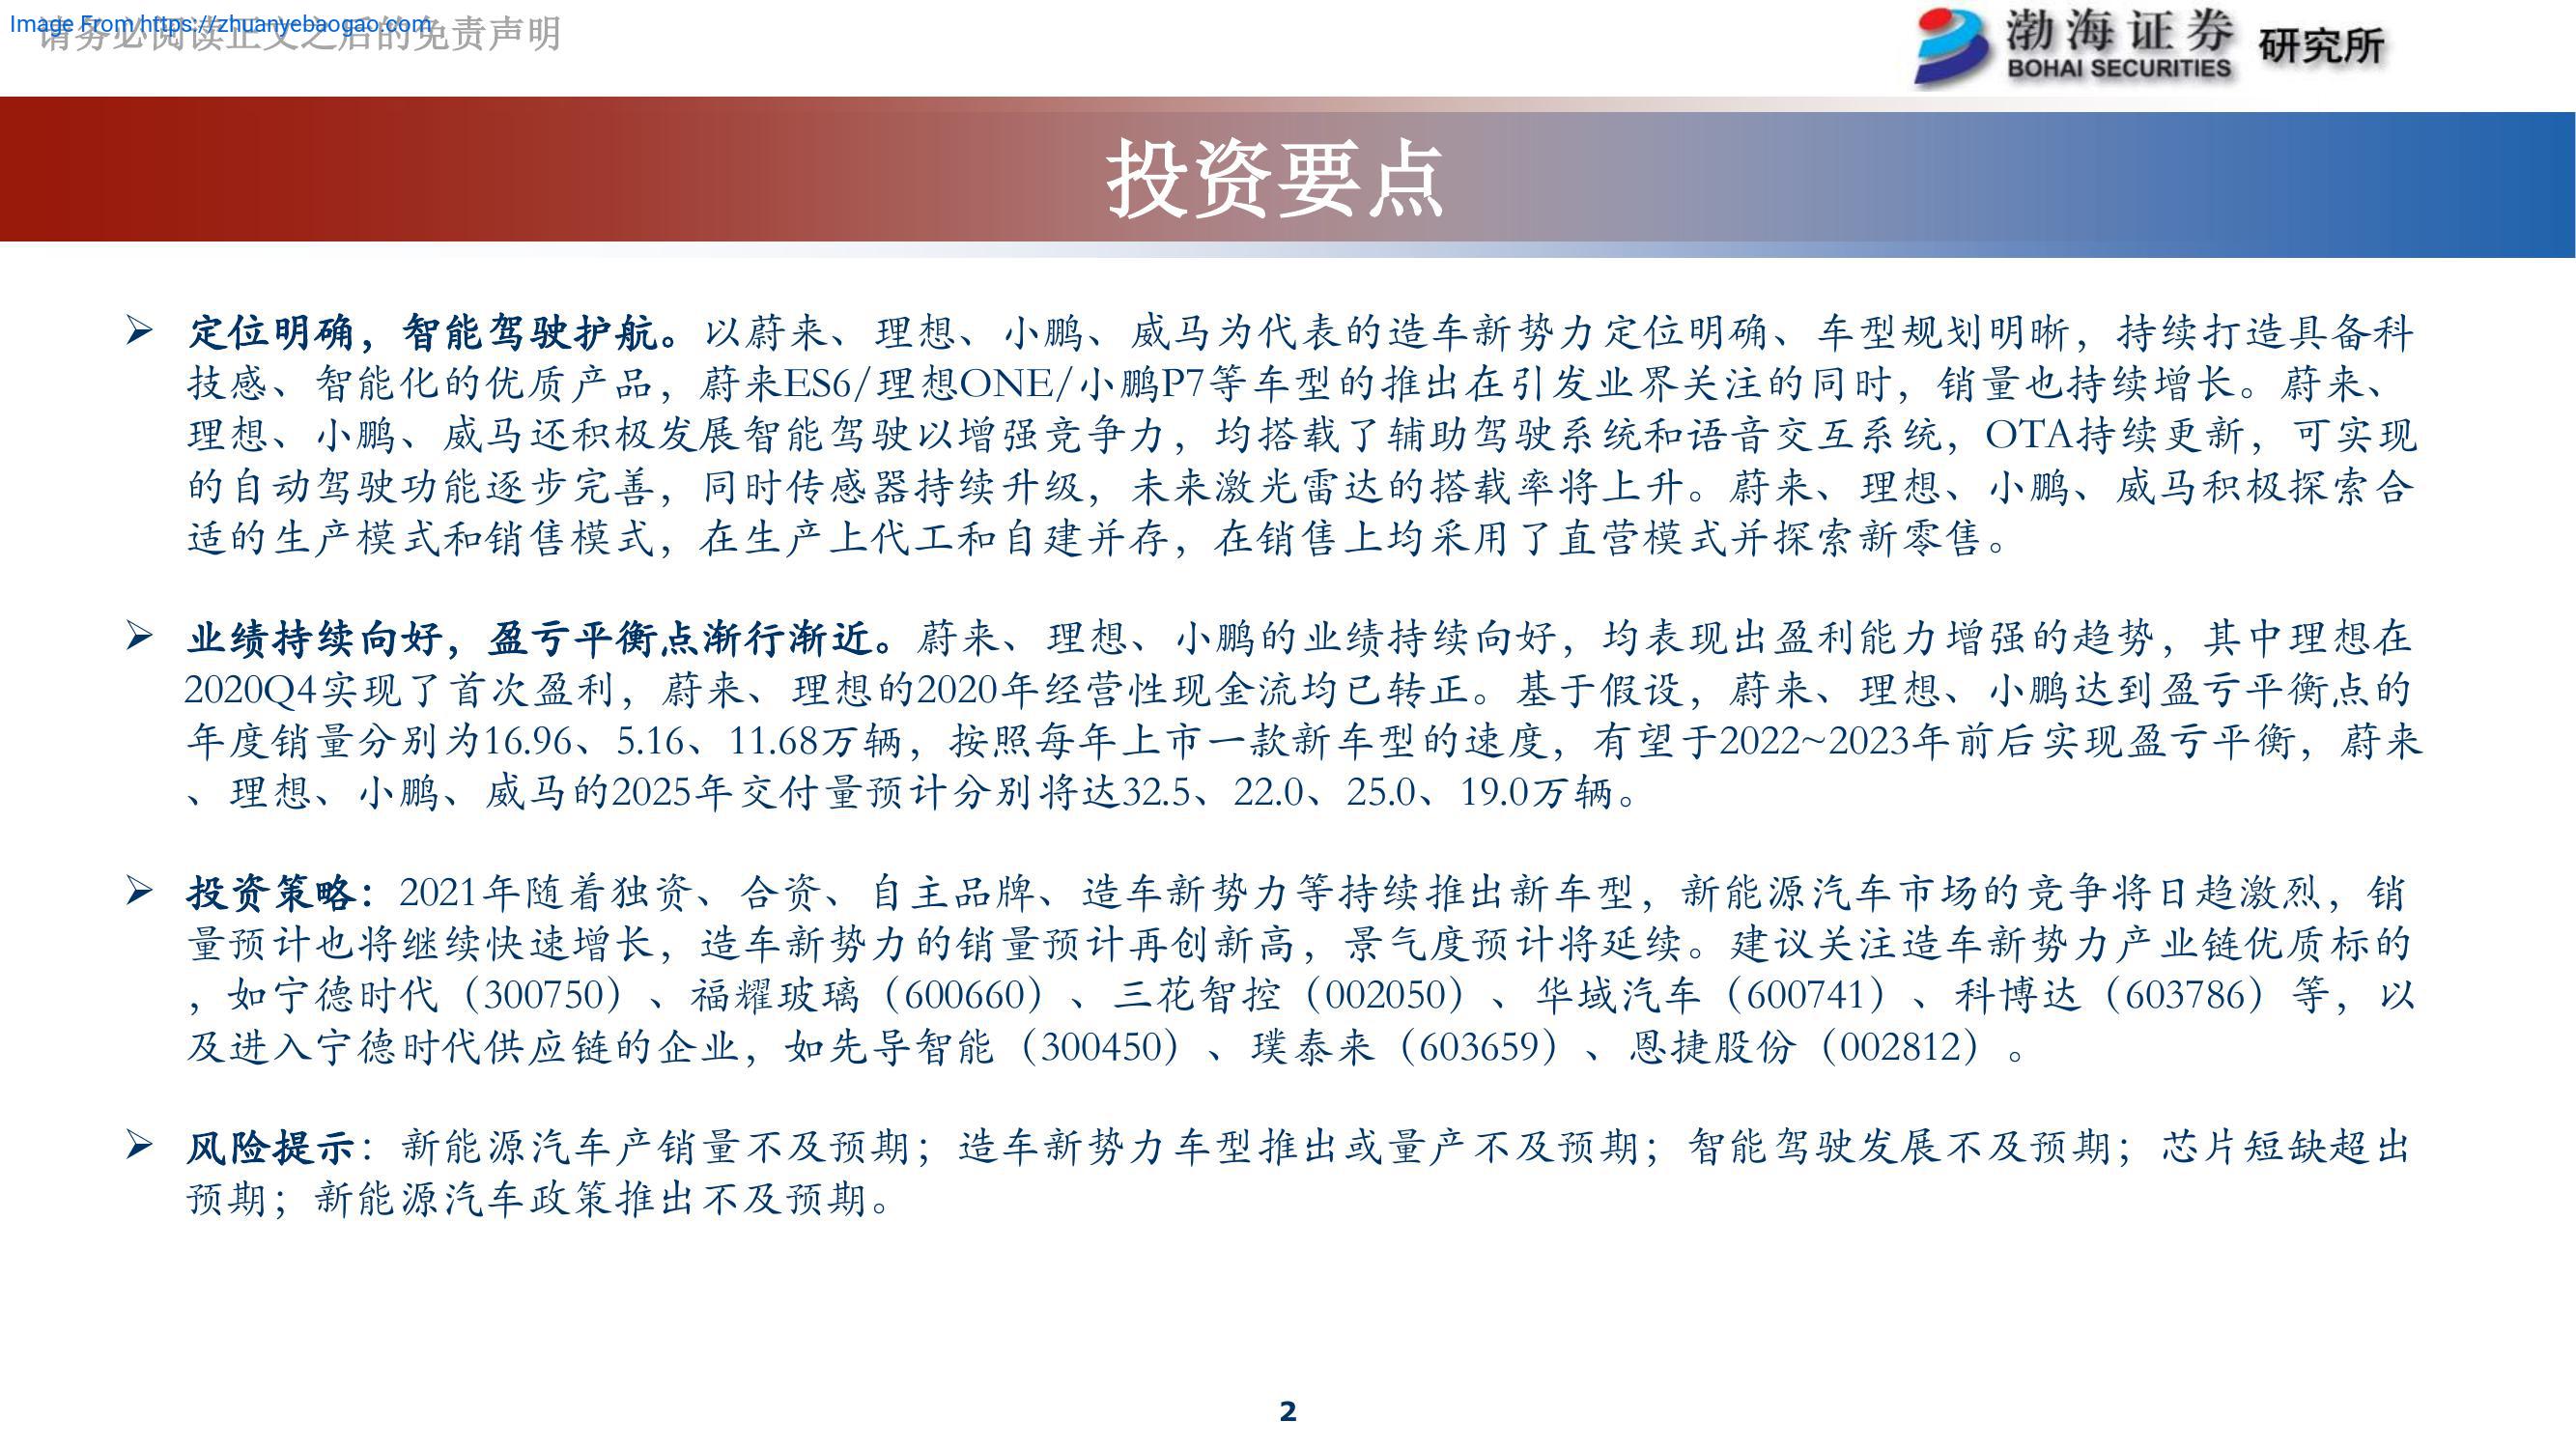 Image From:https://zhuanyebaogao.com
请务必阅读正文之后的免责声明
渤海证券 研究所
BOHAI SECURITIES
投资要点
➢ 定位明确，智能驾驶护航。以蔚来、理想、小鹏、威马为代表的造车新势力定位明确、车型规划明晰，持续打造具备科
技感、智能化的优质产品，蔚来ES6/理想ONE/小鹏P7等车型的推出在引发业界关注的同时，销量也持续增长。蔚来、
理想、小鹏、威马还积极发展智能驾驶以增强竞争力，均搭载了辅助驾驶系统和语音交互系统，OTA持续更新，可实现
的自动驾驶功能逐步完善，同时传感器持续升级，未来激光雷达的搭载率将上升。蔚来、理想、小鹏、威马积极探索合
适的生产模式和销售模式，在生产上代工和自建并存，在销售上均采用了直营模式并探索新零售。
➢ 业绩持续向好，盈亏平衡点渐行渐近。蔚来、理想、小鹏的业绩持续向好，均表现出盈利能力增强的趋势，其中理想在
2020Q4实现了首次盈利，蔚来、理想的2020年经营性现金流均已转正。基于假设，蔚来、理想、小鹏达到盈亏平衡点的
年度销量分别为16.96、5.16、11.68万辆，按照每年上市一款新车型的速度，有望于2022~2023年前后实现盈亏平衡，蔚来
、理想、小鹏、威马的2025年交付量预计分别将达32.5、22.0、25.0、19.0万辆。
➢ 投资策略：2021年随着独资、合资、自主品牌、造车新势力等持续推出新车型，新能源汽车市场的竞争将日趋激烈，销
量预计也将继续快速增长，造车新势力的销量预计再创新高，景气度预计将延续。建议关注造车新势力产业链优质标的
，如宁德时代（300750）、福耀玻璃（600660）、三花智控（002050）、华域汽车（600741）、科博达（603786）等，以
及进入宁德时代供应链的企业，如先导智能（300450）、璞泰来（603659）、恩捷股份（002812）。
➢ 风险提示：新能源汽车产销量不及预期；造车新势力车型推出或量产不及预期；智能驾驶发展不及预期；芯片短缺超出
预期；新能源汽车政策推出不及预期。
2